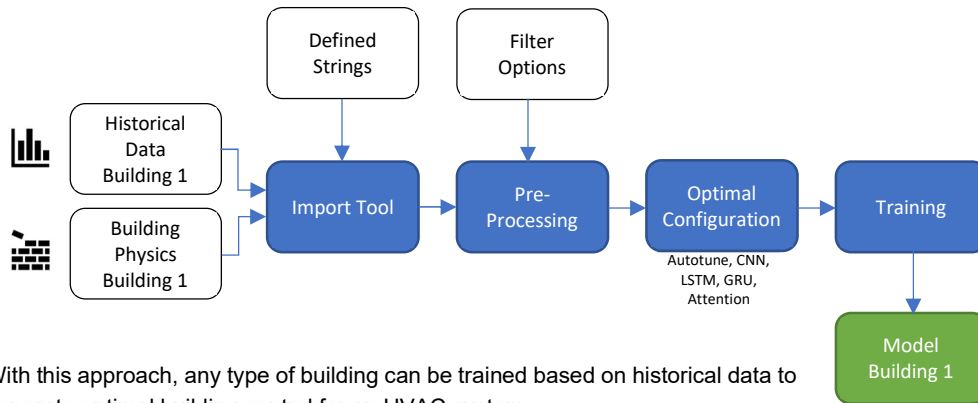 Defined
Strings
Filter
Options
Historical
Data
Building 1
Building
Physics
Building 1
Import Tool
Pre-
Processing
Optimal
Configuration
Training
Autotune, CNN,
LSTM, GRU,
Attention
Model
Building 1
With this approach, any type of building can be trained based on historical data to